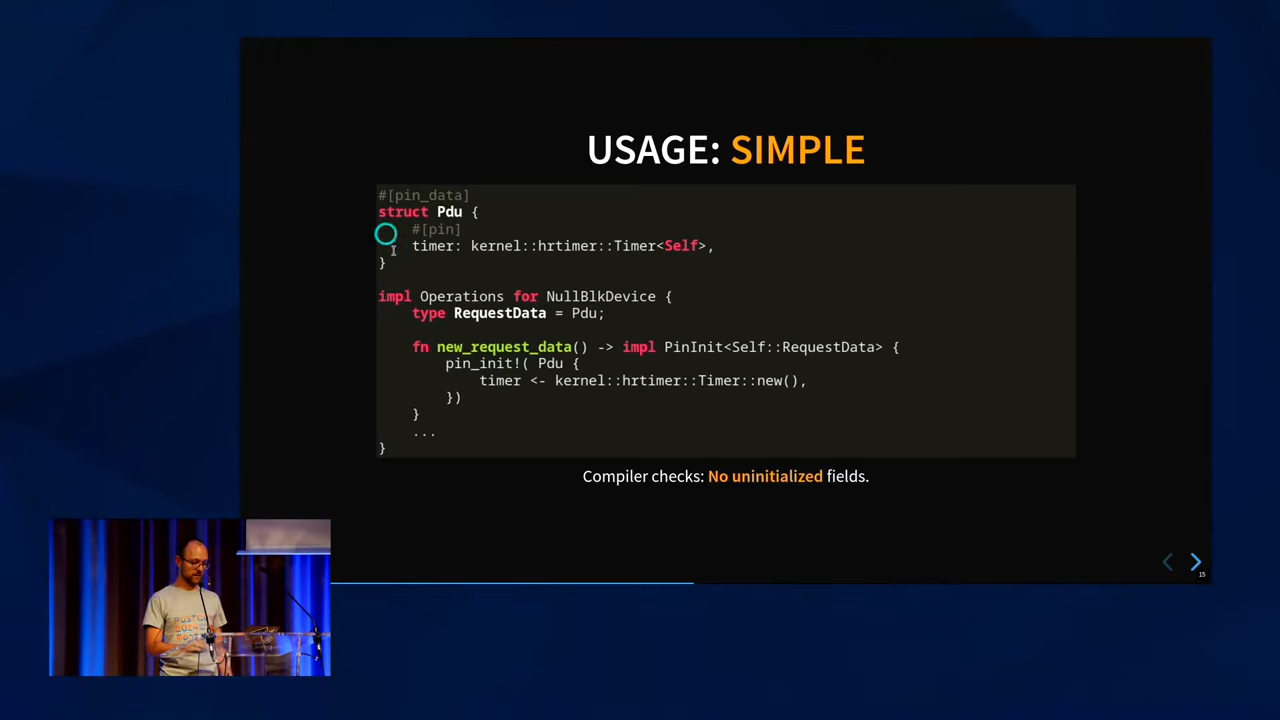 USAGE: SIMPLE
#[pin_data]
struct Pdu {
    #[pin]
    timer: kernel::hrtimer::Timer<Self>,
}
impl Operations for NullBlkDevice {
    type RequestData = Pdu;
    fn new_request_data() -> impl PinInit<Self::RequestData> {
        pin_init!( Pdu {
            timer <- kernel::hrtimer::Timer::new(),
        })
    }
    ...
}
Compiler checks: No uninitialized fields.
15